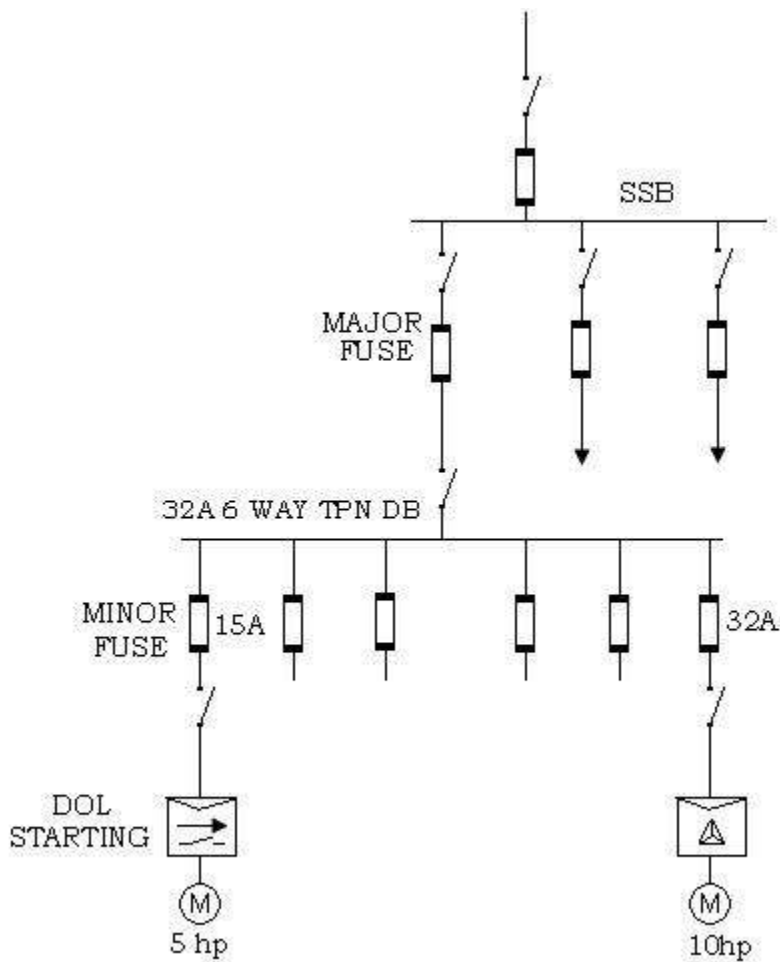 SSB
MAJOR
FUSE
32A 6 WAY TPN DB
MINOR
FUSE
15A
32A
DOL
STARTING
M
M
5 hp
10hp